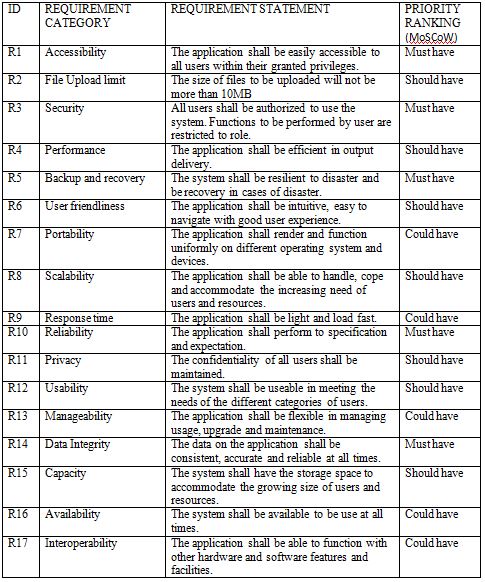 ID REQUIREMENT CATEGORY REQUIREMENT STATEMENT PRIORITY RANKING (MoSCoW)
R1 Accessibility The application shall be easily accessible to Must have
all users within their granted privileges.
R2 File Upload limit The size of files to be uploaded will not be Should have
more than 10MB
R3 Security All users shall be authorized to use the Must have
system. Functions to be performed by user are
restricted to role.
R4 Performance The application shall be efficient in output Should have
delivery.
R5 Backup and recovery The system shall be resilient to disaster and Must have
be recovery in cases of disaster.
R6 User friendliness The application shall be intuitive, easy to Should have
navigate with good user experience.
R7 Portability The application shall render and function Could have
uniformly on different operating system and
devices.
R8 Scalability The application shall be able to handle, cope Should have
and accommodate the increasing need of
users and resources.
R9 Response time The application shall be light and load fast. Could have
R10 Reliability The application shall perform to specification Must have
and expectation.
R11 Privacy The confidentiality of all users shall be Should have
maintained.
R12 Usability The system shall be useable in meeting the Should have
needs of the different categories of users.
R13 Manageability The application shall be flexible in managing Could have
usage, upgrade and maintenance.
R14 Data Integrity The data on the application shall be Must have
consistent, accurate and reliable at all times.
R15 Capacity The system shall have the storage space to Should have
accommodate the growing size of users and
resources.
R16 Availability The system shall be available to be use at all Could have
times.
R17 Interoperability The application shall be able to function with Could have
other hardware and software features and
facilities.